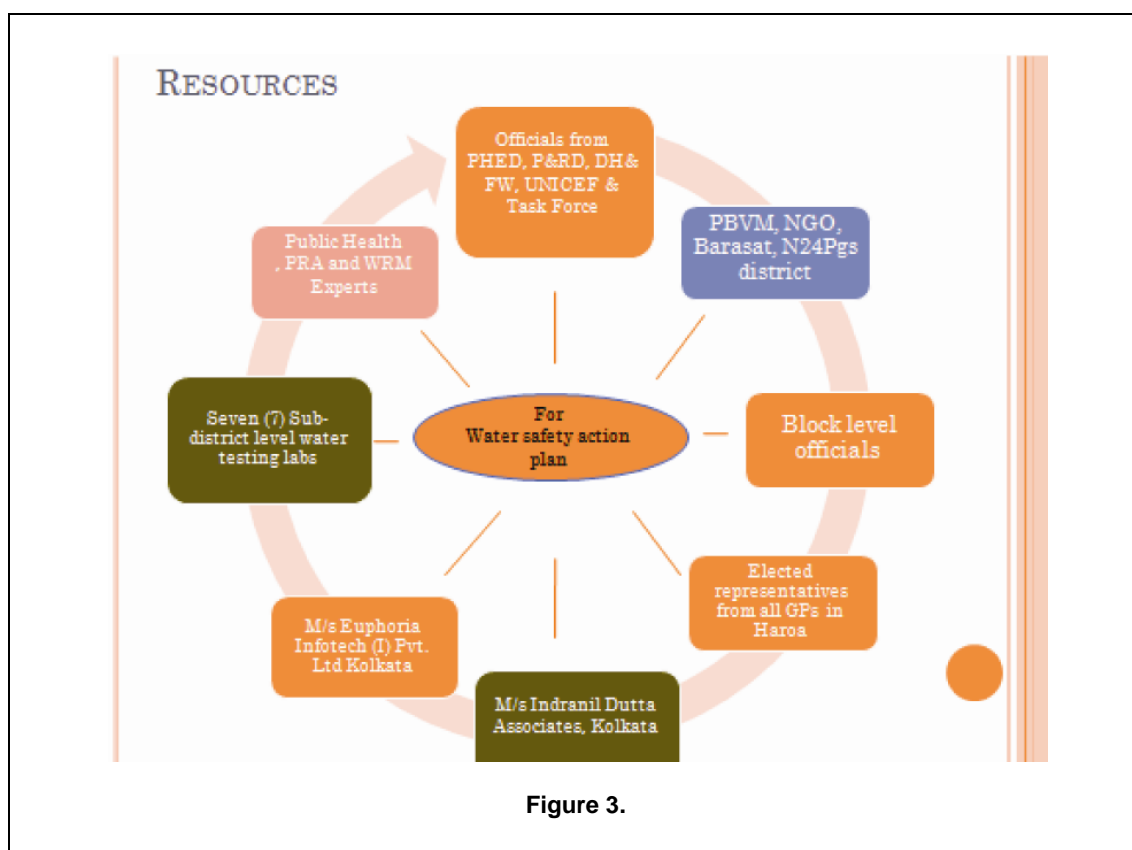 RESOURCES
Officials from
PHED, P&RD, DH&
FW, UNICEF &
Task Force
PBVM, NGO,
Barasat, N24Pgs
district
Block level
officials
Elected
representatives
from all GPs in
Haroa
M/s Indranil Dutta
Associates, Kolkata
M/s Euphoria
Infotech (I) Pvt.
Ltd Kolkata
Seven (7) Sub-
district level water
testing labs
Public Health
, PRA and WRM
Experts
For
Water safety action
plan
Figure 3.